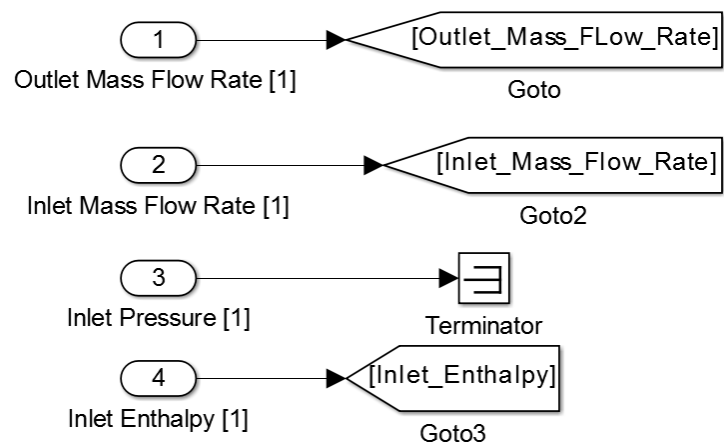 1
[Outlet_Mass_FLow_Rate]
Outlet Mass Flow Rate [1]
Goto
2
[Inlet_Mass_Flow_Rate]
Inlet Mass Flow Rate [1]
Goto2
3
Inlet Pressure [1]
Terminator
4
[Inlet_Enthalpy]
Inlet Enthalpy [1]
Goto3